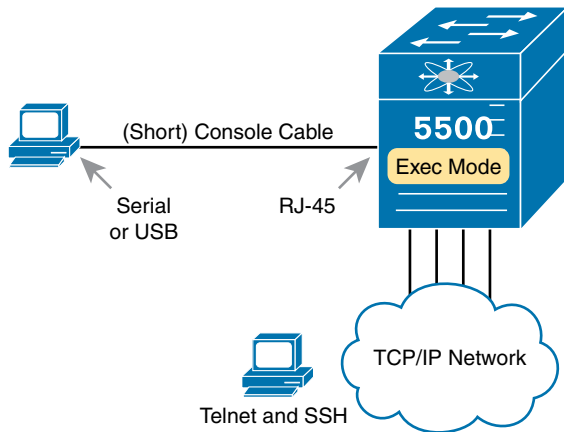 (Short) Console Cable
5500
Exec Mode
Serial
or USB
RJ-45
TCP/IP Network
Telnet and SSH